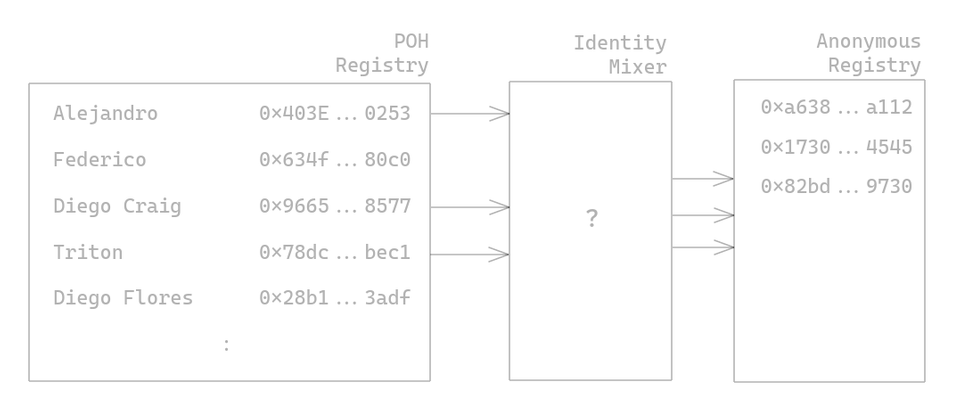 POH
Registry
Identity
Mixer
Anonymous
Registry
Alejandro 0×403E...0253
Federico 0×634f...80c0
Diego Craig 0×9665...8577
Triton 0×78dc...bec1
Diego Flores 0×28b1...3adf
:
?
0×a638...a112
0×1730...4545
0×82bd...9730